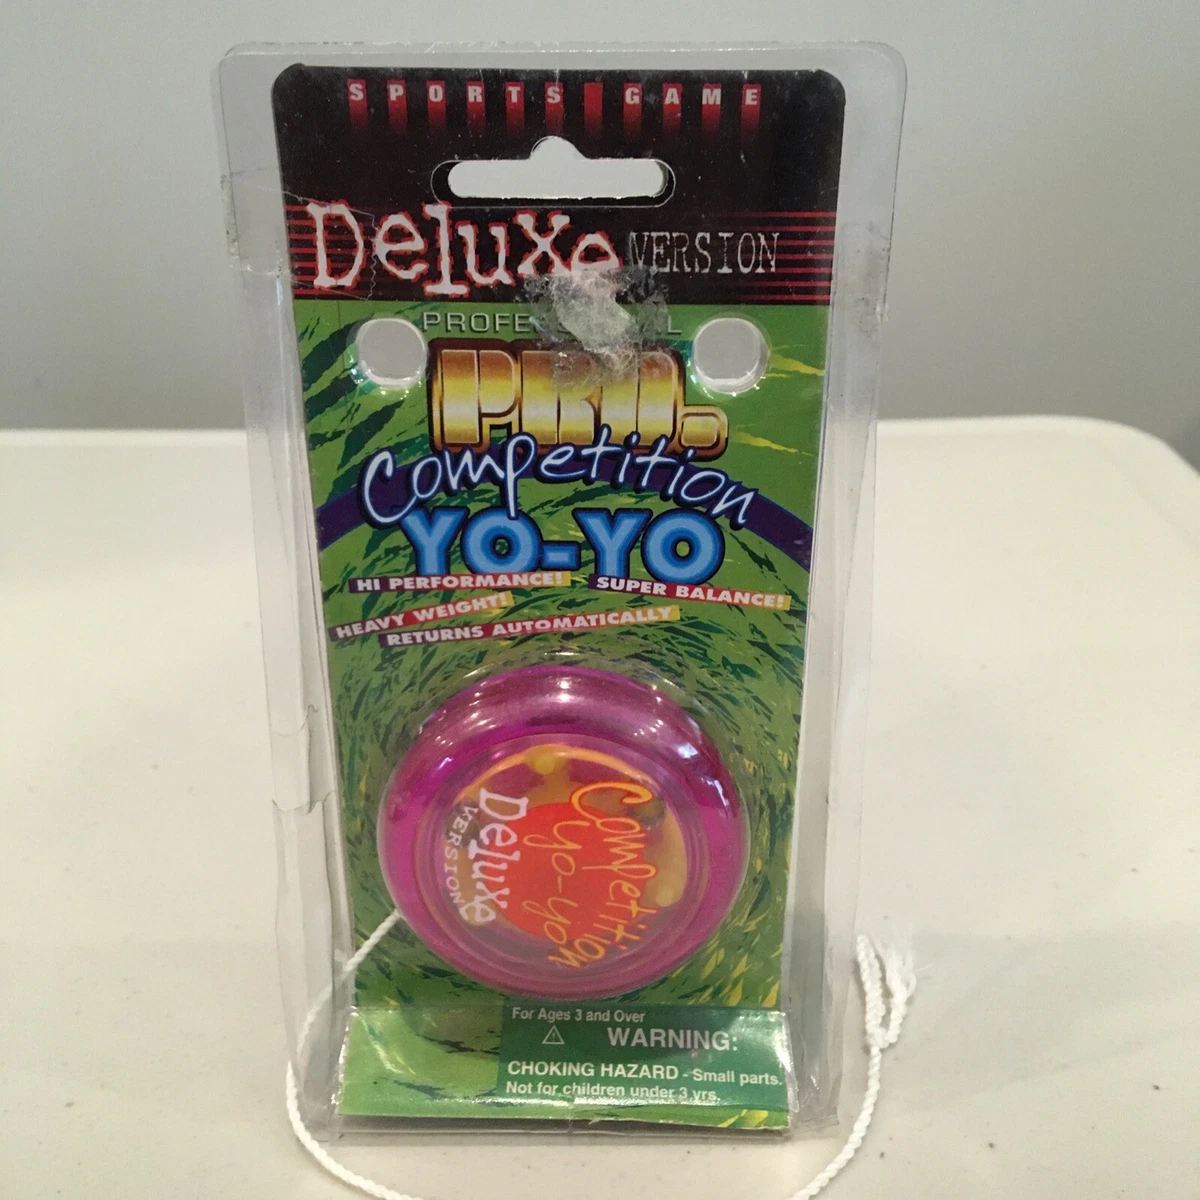 SPORTS GAME
Deluxe VERSION
PRO.
Competition
YO-YO
HI PERFORMANCE! SUPER BALANCE!
HEAVY WEIGHT!
RETURNS AUTOMATICALLY
Competition
Yo-yo
Deluxe
VERSION
For Ages 3 and Over
WARNING:
CHOKING HAZARD - Small parts.
Not for children under 3 yrs.